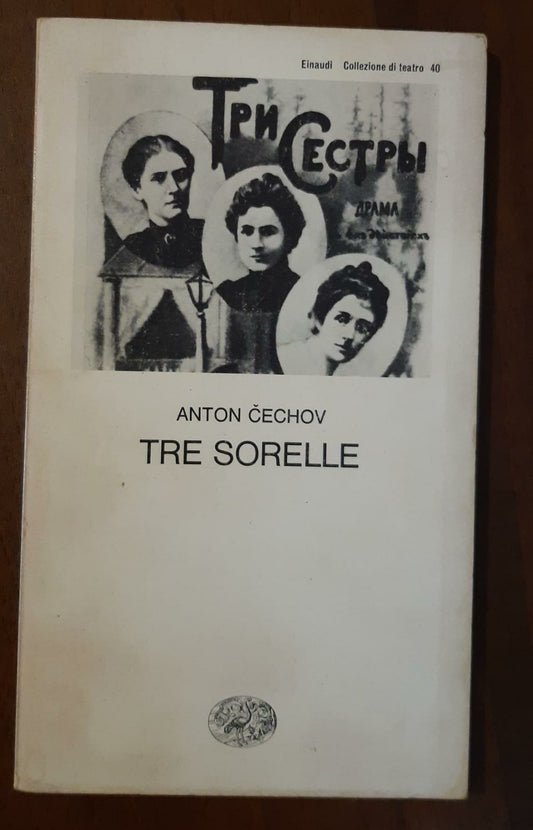 Einaudi Collezione di teatro 40
Три
Сестры
ДРАМА
ANTON ČECHOV
TRE SORELLE